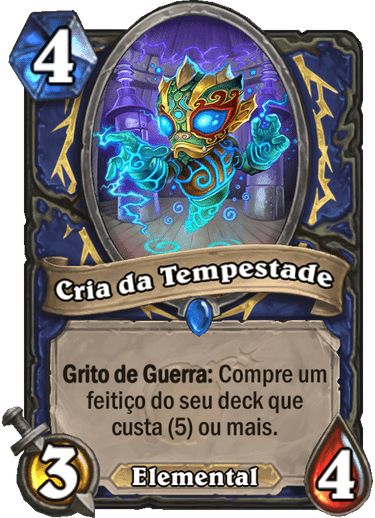 4
Cria da Tempestade
Grito de Guerra: Compre um
feitiço do seu deck que
custa (5) ou mais.
3
Elemental
4